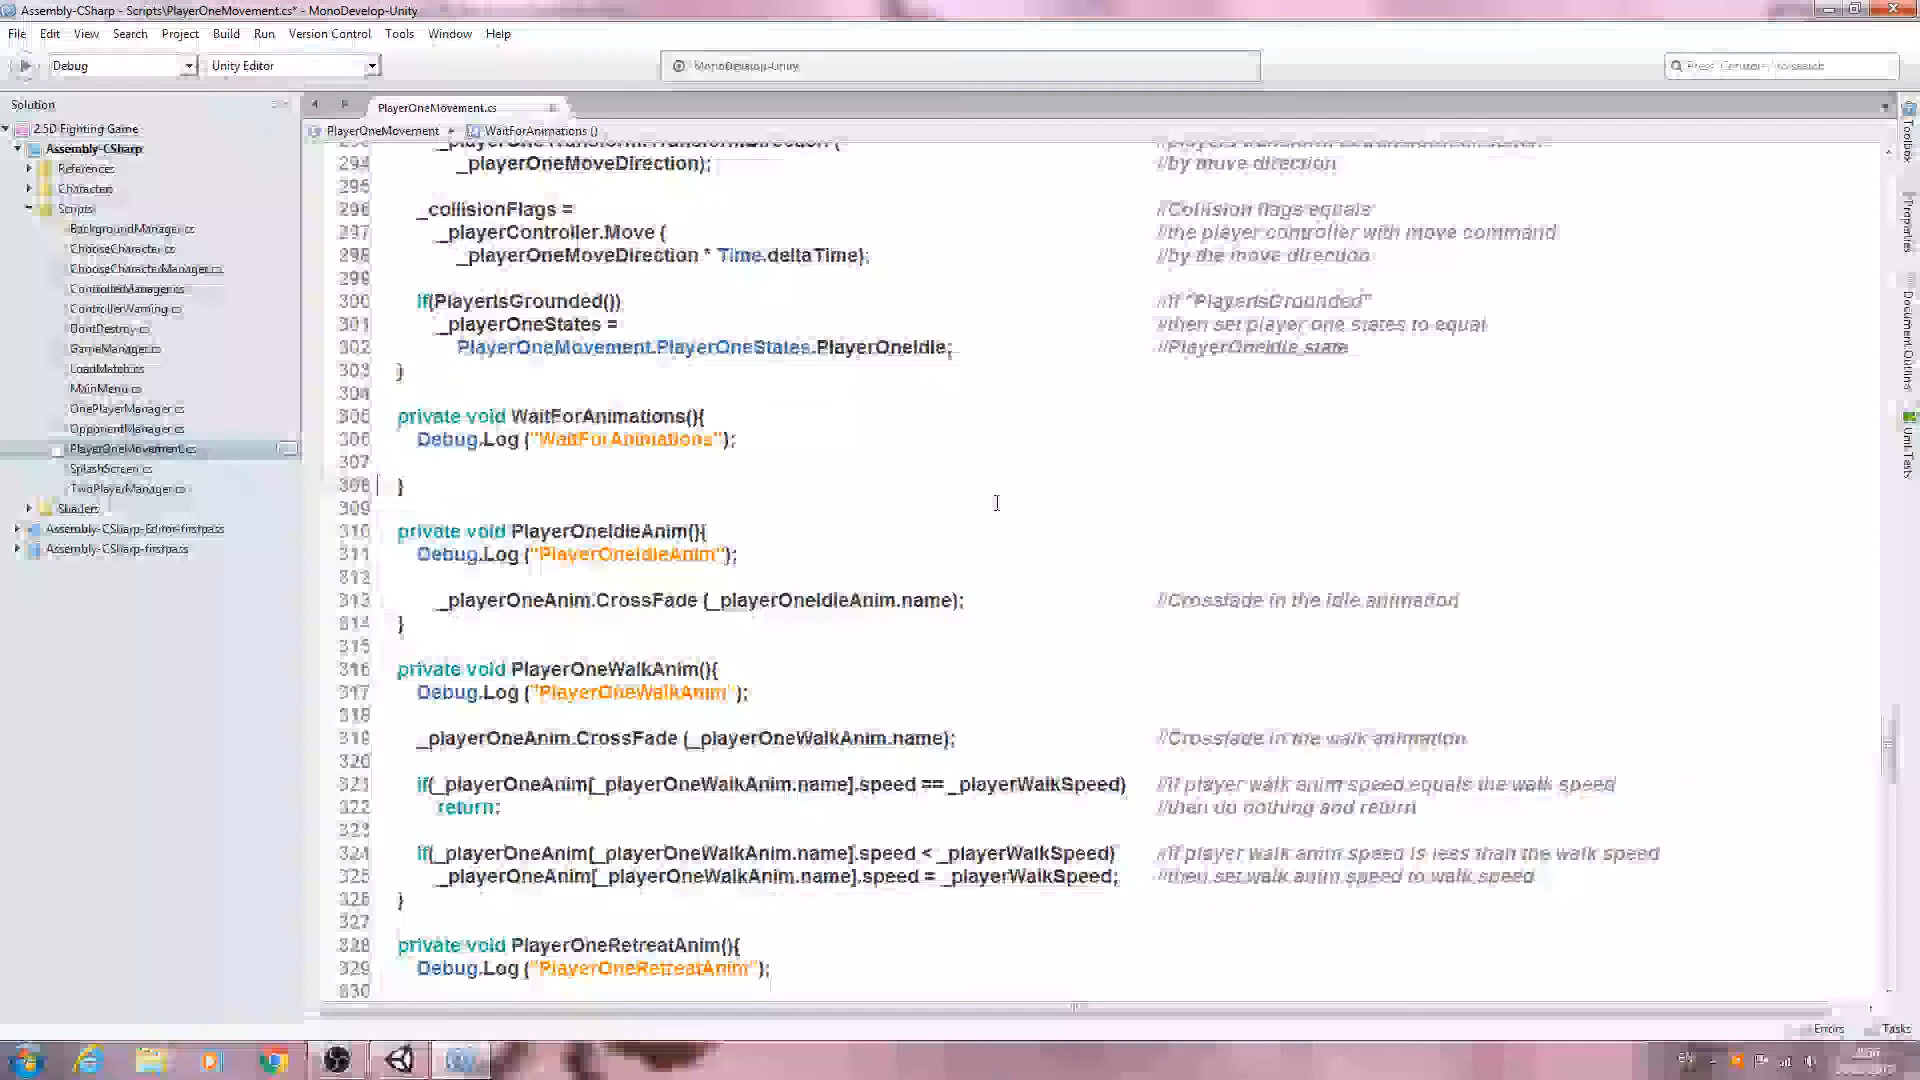 Assembly-CSharp - Scripts\PlayerOneMovement.cs* - MonoDevelop-Unity
File Edit View Search Project Build Run Version Control Tools Window Help
Debug Unity Editor MonoDevelop-Unity
to search
Solution
2.5D Fighting Game
Assembly-CSharp
References
Characters
Scripts
BackgroundManager.cs
ChooseCharacter.cs
ChooseCharacterManager.cs
ControllerManager.cs
ControllerWarning.cs
DontDestroy.cs
GameManager.cs
LoadMatch.cs
MainMenu.cs
OnePlayerManager.cs
OpponentManager.cs
PlayerOneMovement.cs
SplashScreen.cs
TwoPlayerManager.cs
Shaders
Assembly-CSharp-Editor-firstpass
Assembly-CSharp-firstpass
PlayerOneMovement.cs
PlayerOneMovement WaitForAnimations ()
294 _playerOneMoveDirection); //by move direction
295
296 _collisionFlags = //Collision flags equals
297 _playerController.Move ( //the player controller with move command
298 _playerOneMoveDirection * Time.deltaTime); //by the move direction
299
300 if(PlayerIsGrounded()) //If "PlayerIsGrounded"
301 _playerOneStates = //then set player one states to equal
302 PlayerOneMovement.PlayerOneStates.PlayerOneIdle; //PlayerOneIdle state
303 }
304
305 private void WaitForAnimations(){
306 Debug.Log ("WaitForAnimations");
307
308 }
309
310 private void PlayerOneIdleAnim(){
311 Debug.Log ("PlayerOneIdleAnim");
312
313 _playerOneAnim.CrossFade (_playerOneIdleAnim.name); //Crossfade in the idle animation
314 }
315
316 private void PlayerOneWalkAnim(){
317 Debug.Log ("PlayerOneWalkAnim");
318
319 _playerOneAnim.CrossFade (_playerOneWalkAnim.name); //Crossfade in the walk animation
320
321 if(_playerOneAnim[_playerOneWalkAnim.name].speed == _playerWalkSpeed) //If player walk anim speed equals the walk speed
322 return; //then do nothing and return
323
324 if(_playerOneAnim[_playerOneWalkAnim.name].speed < _playerWalkSpeed) //If player walk anim speed is less than the walk speed
325 _playerOneAnim[_playerOneWalkAnim.name].speed = _playerWalkSpeed; //then set walk anim speed to walk speed
326 }
327
328 private void PlayerOneRetreatAnim(){
329 Debug.Log ("PlayerOneRetreatAnim");
330
Toolbox
Properties
Document Outline
Unit Tests
Errors Tasks
EN